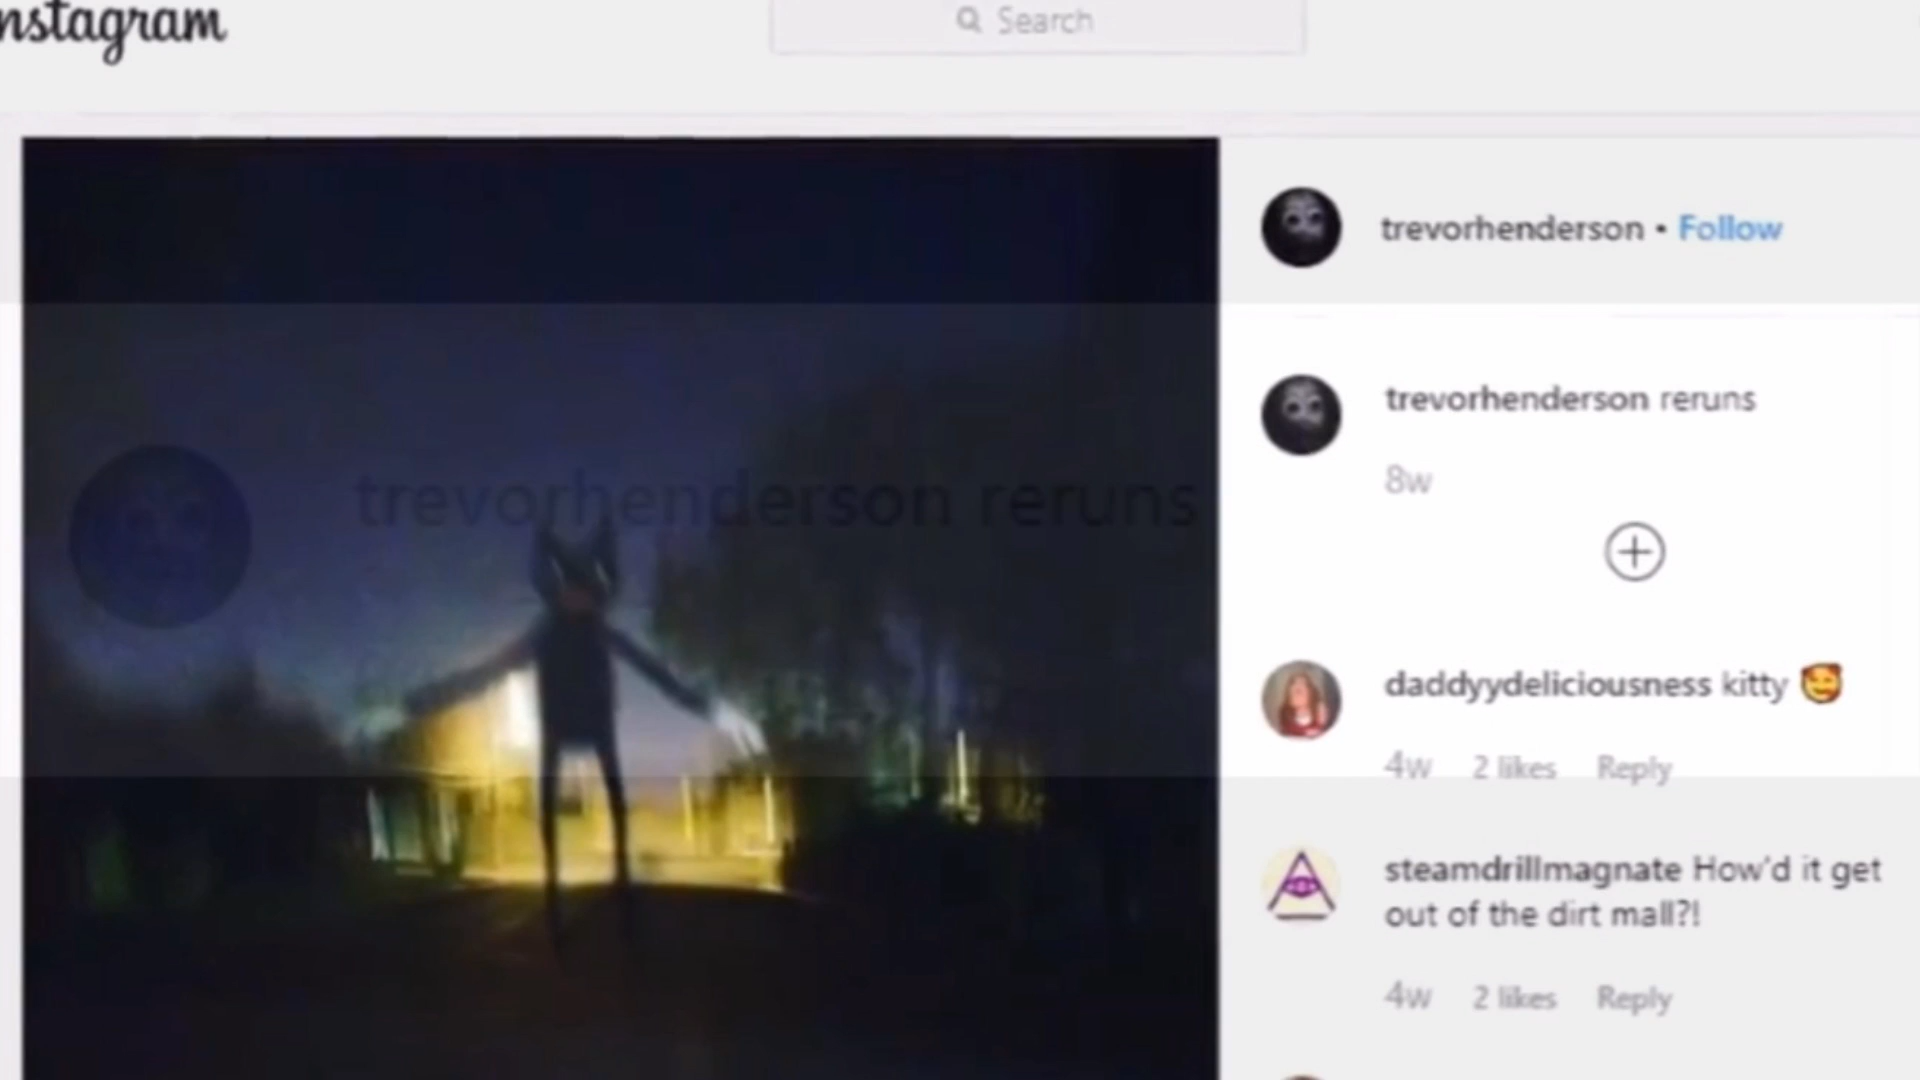 nstagram
Search
trevorhenderson • Follow
trevorhenderson reruns
8w
trevorhenderson reruns
daddyydeliciousness kitty 🥰
4w 2 likes Reply
steamdrillmagnate How'd it get
out of the dirt mall?!
4w 2 likes Reply